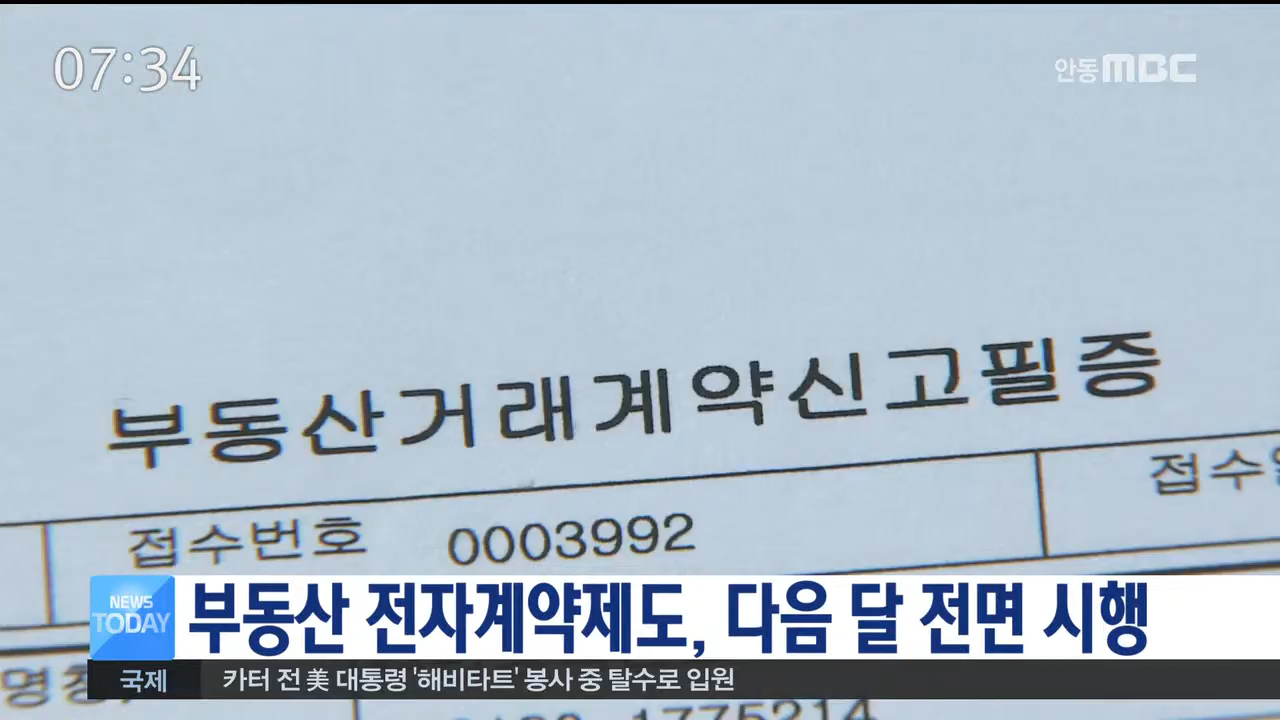 07:34
안동MBC
부동산거래계약신고필증
접수번호 0003992
접수
NEWS
TODAY
부동산 전자계약제도, 다음 달 전면 시행
국제 카터 전 美 대통령 '해비타트' 봉사 중 탈수로 입원
1775214